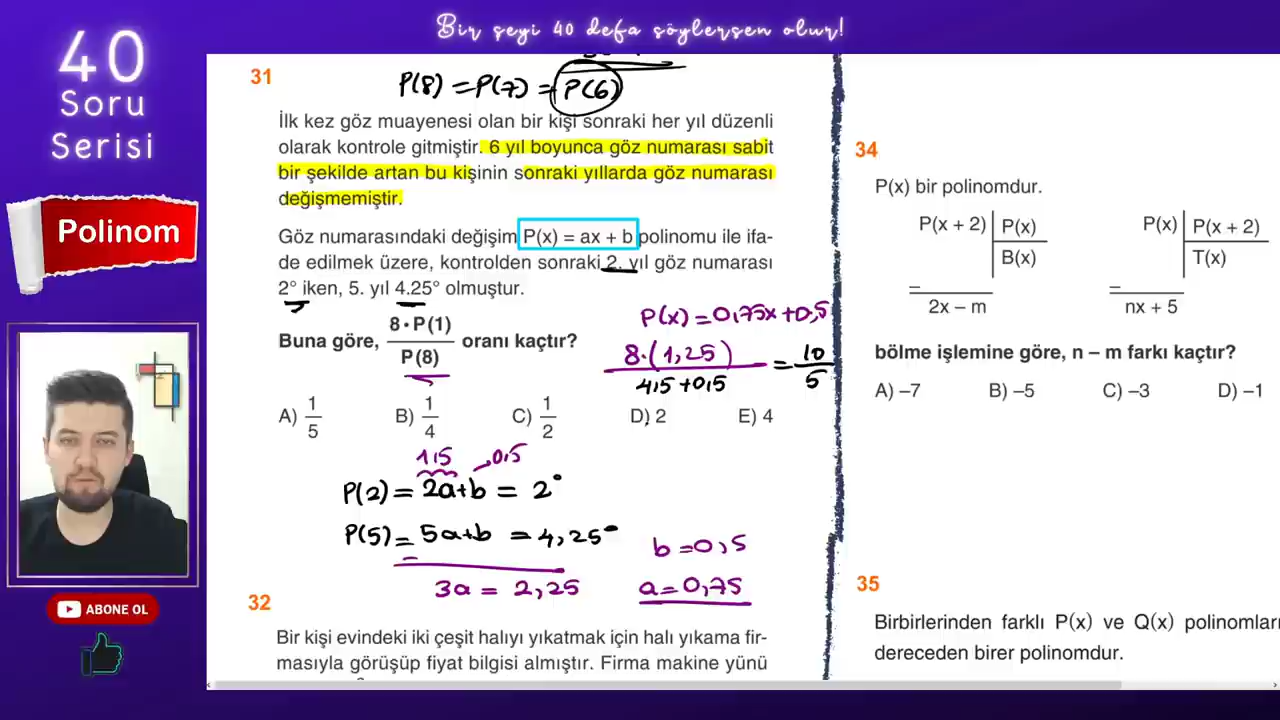 Bir şeyi 40 defa söylersen olur!
40
Soru
Serisi
Polinom
ABONE OL
31
P(8) = P(7) = P(6)
İlk kez göz muayenesi olan bir kişi sonraki her yıl düzenli
olarak kontrole gitmiştir. 6 yıl boyunca göz numarası sabit
bir şekilde artan bu kişinin sonraki yıllarda göz numarası
değişmemiştir.
Göz numarasındaki değişim P(x) = ax + b polinomu ile ifa-
de edilmek üzere, kontrolden sonraki 2. yıl göz numarası
2° iken, 5. yıl 4.25° olmuştur.
Buna göre, 8·P(1) / P(8) oranı kaçtır?
P(x) = 0,75x + 0,5
8·(1,25) / 4,5 + 0,5 = 10 / 5
A) 1/5 B) 1/4 C) 1/2 D) 2 E) 4
1,5 0,5
P(2) = 2a+b = 2°
P(5) = 5a+b = 4,25°
3a = 2,25
b = 0,5
a = 0,75
32
Bir kişi evindeki iki çeşit halıyı yıkatmak için halı yıkama fir-
masıyla görüşüp fiyat bilgisi almıştır. Firma makine yünü
34
P(x) bir polinomdur.
P(x + 2) P(x) P(x) P(x + 2)
B(x) T(x)
– –
2x – m nx + 5
bölme işlemine göre, n – m farkı kaçtır?
A) –7 B) –5 C) –3 D) –1
35
Birbirlerinden farklı P(x) ve Q(x) polinomları
dereceden birer polinomdur.